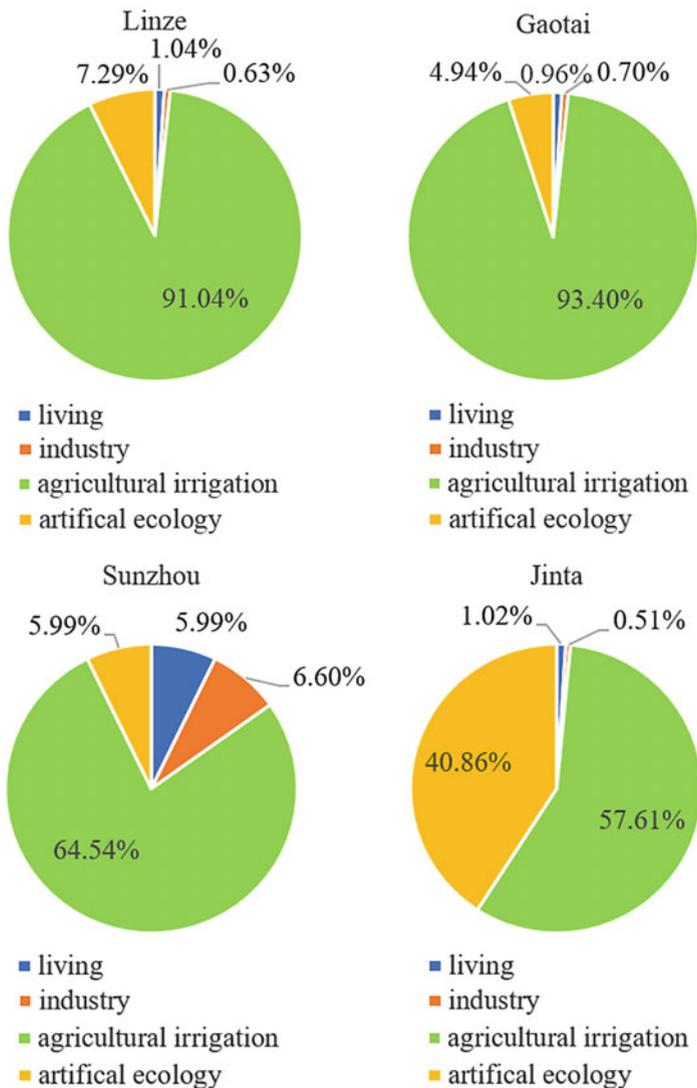 Linze
1.04%
7.29%
0.63%
91.04%
living
industry
agricultural irrigation
artifical ecology
Gaotai
4.94%
0.96%
0.70%
93.40%
living
industry
agricultural irrigation
artifical ecology
Sunzhou
5.99%
5.99%
6.60%
64.54%
living
industry
agricultural irrigation
artifical ecology
Jinta
1.02%
0.51%
40.86%
57.61%
living
industry
agricultural irrigation
artifical ecology